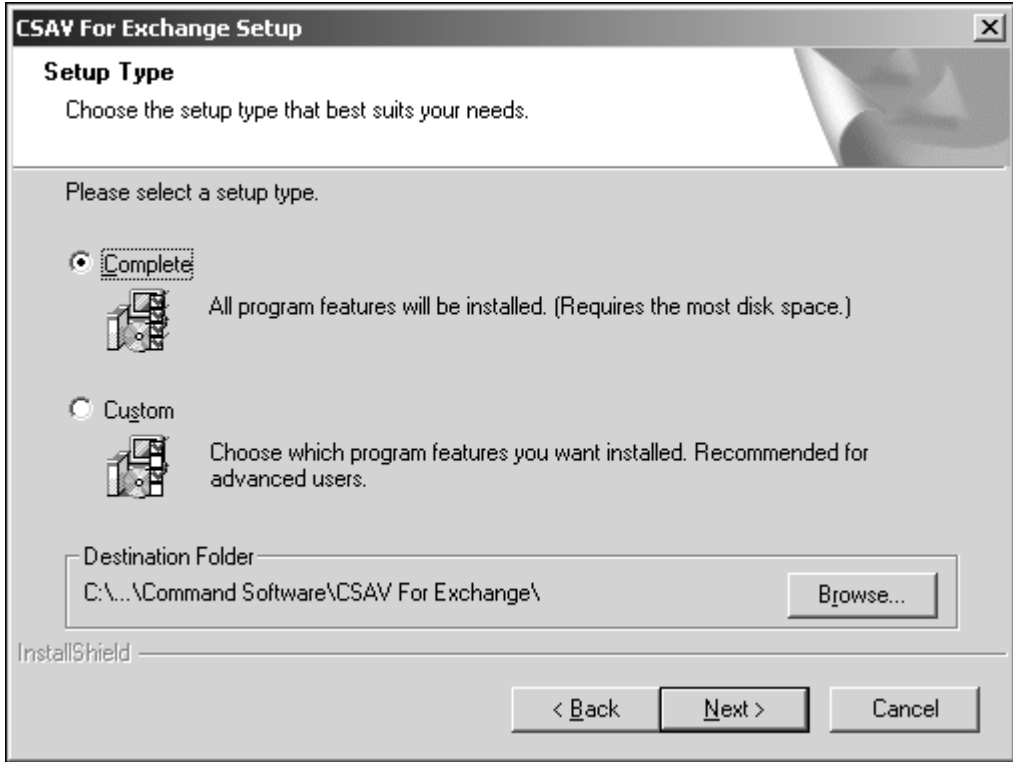 CSAV For Exchange Setup
Setup Type
Choose the setup type that best suits your needs.
Please select a setup type.
Complete
All program features will be installed. (Requires the most disk space.)
Custom
Choose which program features you want installed. Recommended for
advanced users.
Destination Folder
C:\...\Command Software\CSAV For Exchange\
Browse...
InstallShield
< Back
Next >
Cancel